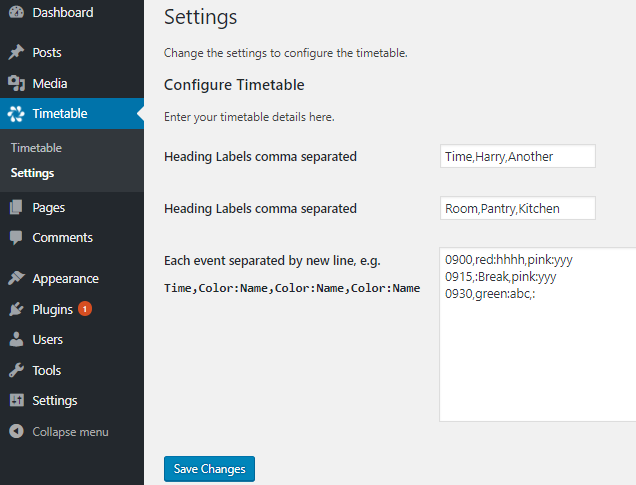 Dashboard
Posts
Media
Timetable
Timetable
Settings
Pages
Comments
Appearance
Plugins 1
Users
Tools
Settings
Collapse menu
Settings
Change the settings to configure the timetable.
Configure Timetable
Enter your timetable details here.
Heading Labels comma separated
Time,Harry,Another
Heading Labels comma separated
Room,Pantry,Kitchen
Each event separated by new line, e.g.
Time,Color:Name,Color:Name,Color:Name
0900,red:hhhh,pink:yyy
0915,:Break,pink:yyy
0930,green:abc,:
Save Changes